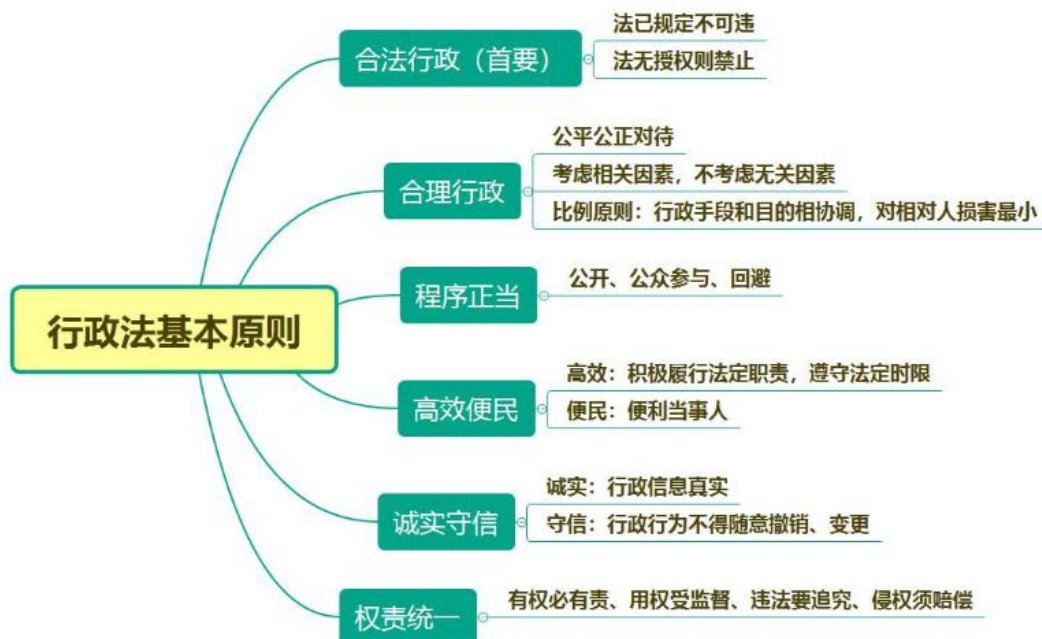 行政法基本原则
合法行政（首要）
法已规定不可违
法无授权则禁止
合理行政
公平公正对待
考虑相关因素，不考虑无关因素
比例原则：行政手段和目的相协调，对相对人损害最小
程序正当
公开、公众参与、回避
高效便民
高效：积极履行法定职责，遵守法定时限
便民：便利当事人
诚实守信
诚实：行政信息真实
守信：行政行为不得随意撤销、变更
权责统一
有权必有责、用权受监督、违法要追究、侵权须赔偿